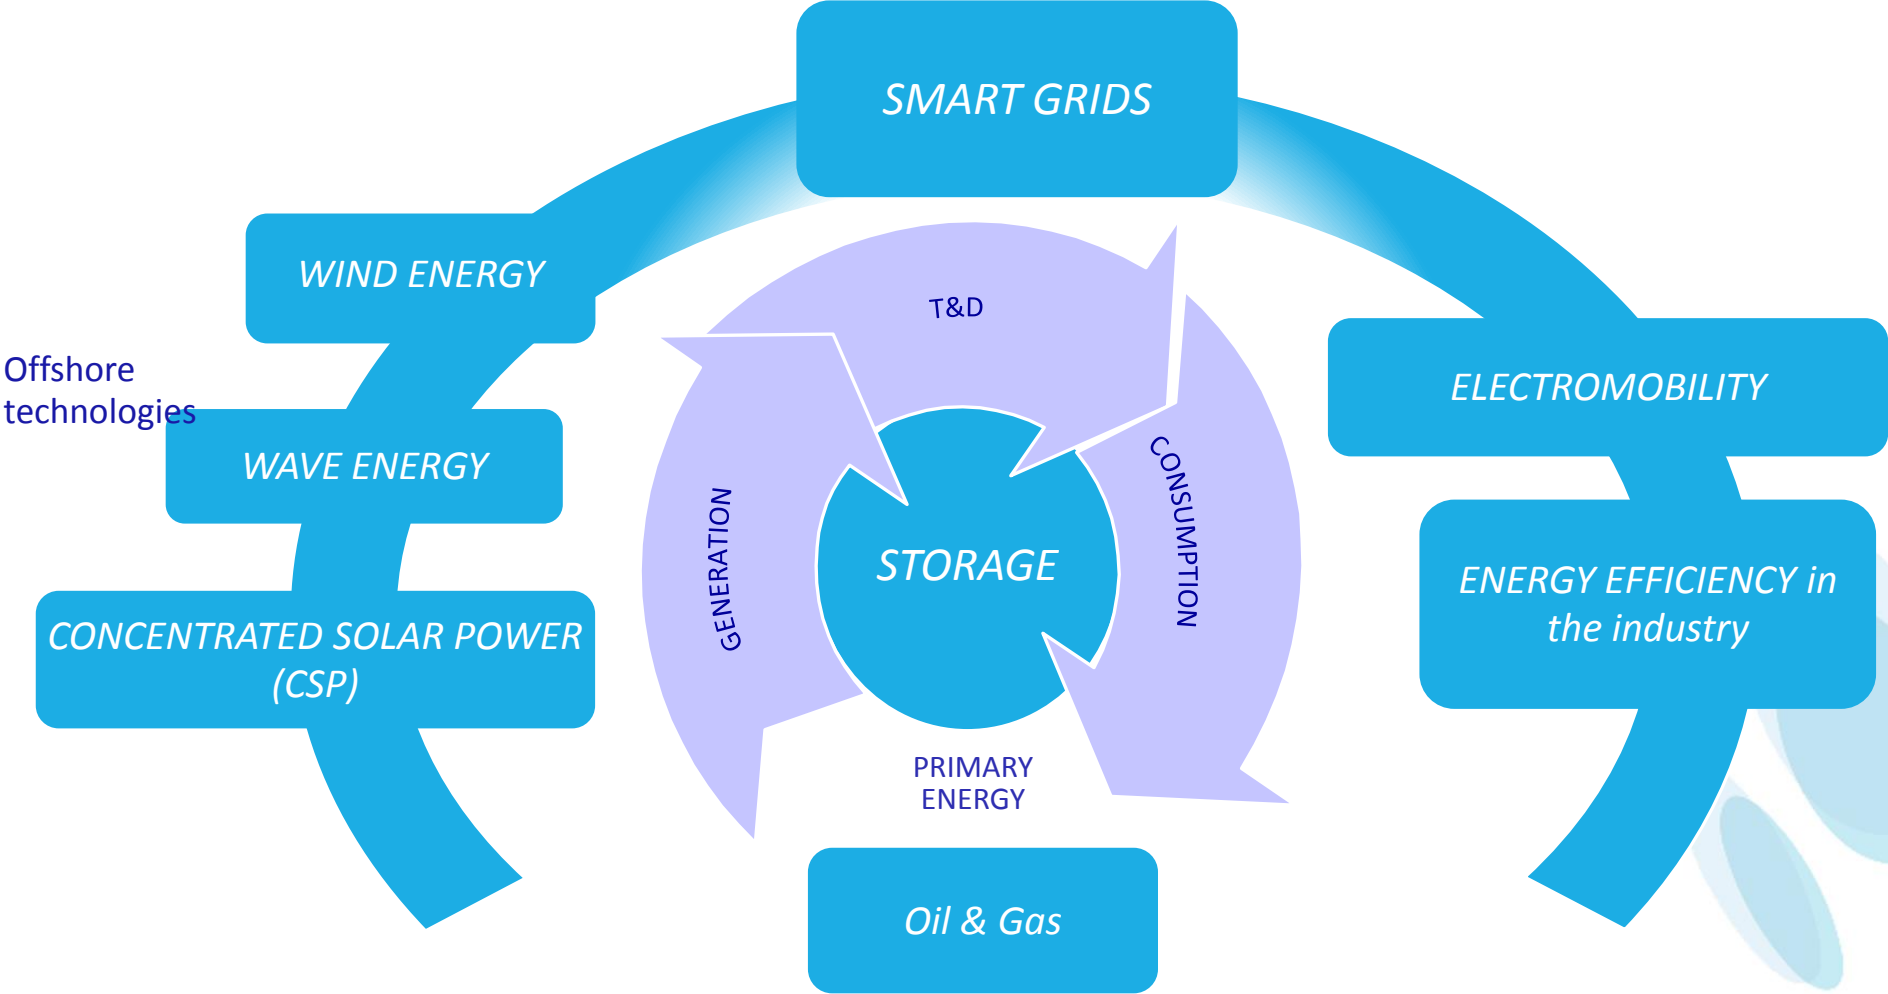 SMART GRIDS
WIND ENERGY
Offshore
technologies
WAVE ENERGY
CONCENTRATED SOLAR POWER
(CSP)
T&D
GENERATION
CONSUMPTION
STORAGE
PRIMARY
ENERGY
Oil & Gas
ELECTROMOBILITY
ENERGY EFFICIENCY in
the industry